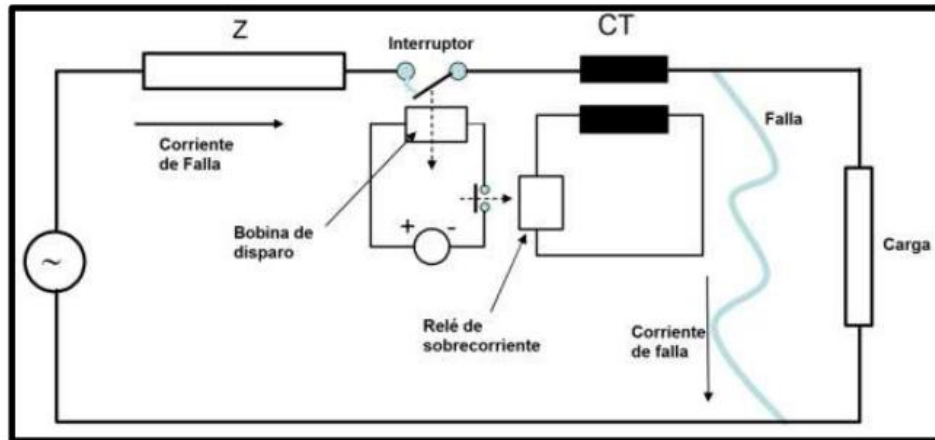 Z
Interruptor
CT
Corriente
de Falla
Falla
+ -
Bobina de
disparo
~
Carga
Relé de
sobrecorriente
Corriente
de falla